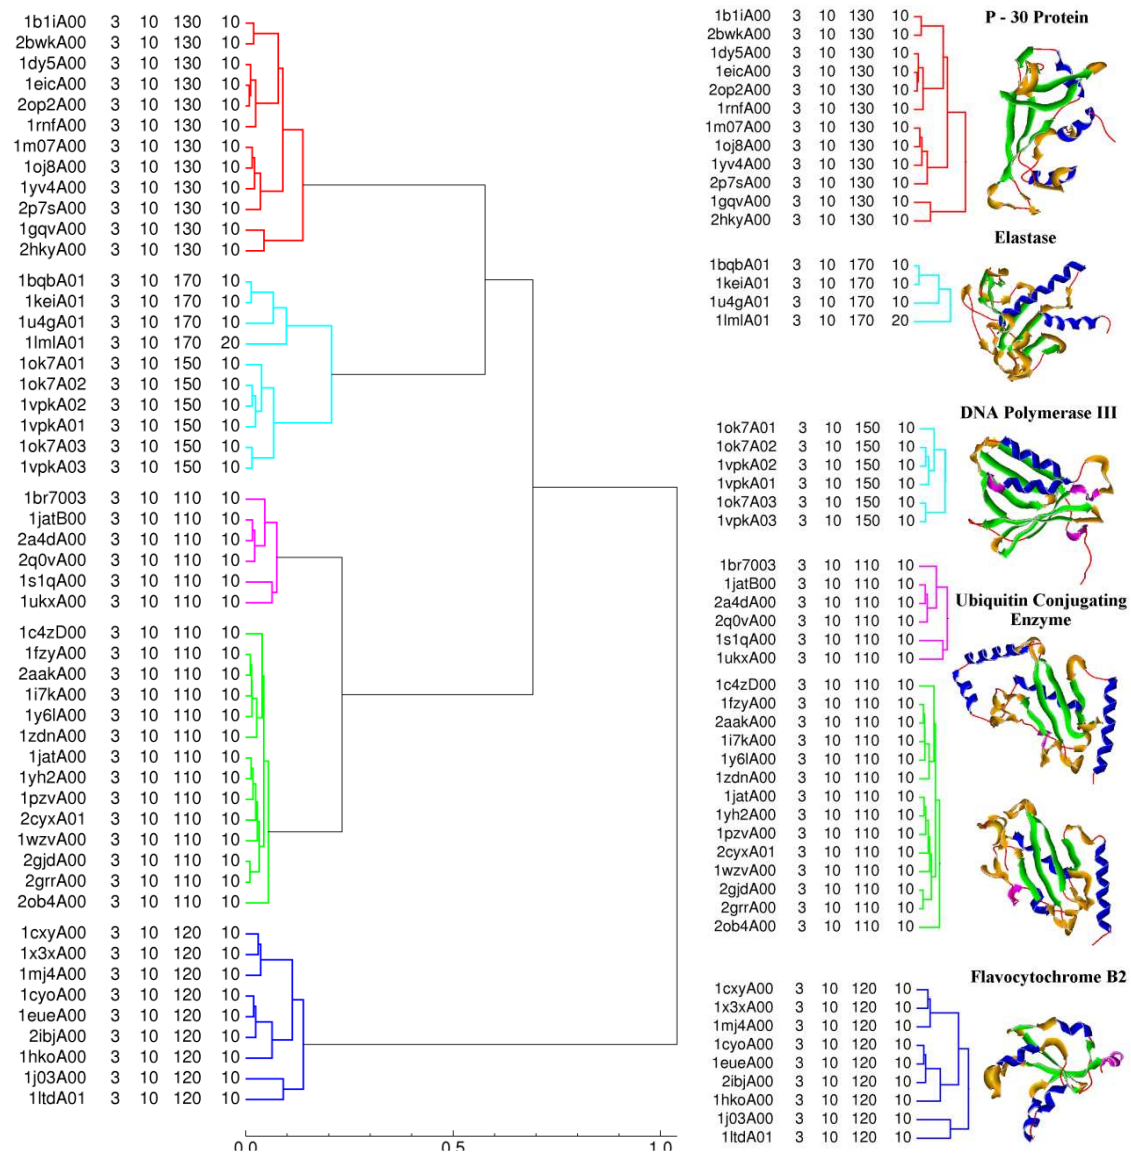 1b1iA00 3 10 130 10
2bwkA00 3 10 130 10
1dy5A00 3 10 130 10
1eicA00 3 10 130 10
2op2A00 3 10 130 10
1rnfA00 3 10 130 10
1m07A00 3 10 130 10
1oj8A00 3 10 130 10
1yv4A00 3 10 130 10
2p7sA00 3 10 130 10
1gqvA00 3 10 130 10
2hkyA00 3 10 130 10
1bqbA01 3 10 170 10
1keiA01 3 10 170 10
1u4gA01 3 10 170 10
1lmlA01 3 10 170 20
1ok7A01 3 10 150 10
1ok7A02 3 10 150 10
1vpkA02 3 10 150 10
1vpkA01 3 10 150 10
1ok7A03 3 10 150 10
1vpkA03 3 10 150 10
1br7003 3 10 110 10
1jatB00 3 10 110 10
2a4dA00 3 10 110 10
2q0vA00 3 10 110 10
1s1qA00 3 10 110 10
1ukxA00 3 10 110 10
1c4zD00 3 10 110 10
1fzyA00 3 10 110 10
2aakA00 3 10 110 10
1i7kA00 3 10 110 10
1y6lA00 3 10 110 10
1zdnA00 3 10 110 10
1jatA00 3 10 110 10
1yh2A00 3 10 110 10
1pzvA00 3 10 110 10
2cyxA01 3 10 110 10
1wzvA00 3 10 110 10
2gjdA00 3 10 110 10
2grrA00 3 10 110 10
2ob4A00 3 10 110 10
1cxyA00 3 10 120 10
1x3xA00 3 10 120 10
1mj4A00 3 10 120 10
1cyoA00 3 10 120 10
1eueA00 3 10 120 10
2ibjA00 3 10 120 10
1hkoA00 3 10 120 10
1j03A00 3 10 120 10
1ltdA01 3 10 120 10
0.0 0.5 1.0
P - 30 Protein
1b1iA00 3 10 130 10
2bwkA00 3 10 130 10
1dy5A00 3 10 130 10
1eicA00 3 10 130 10
2op2A00 3 10 130 10
1rnfA00 3 10 130 10
1m07A00 3 10 130 10
1oj8A00 3 10 130 10
1yv4A00 3 10 130 10
2p7sA00 3 10 130 10
1gqvA00 3 10 130 10
2hkyA00 3 10 130 10
Elastase
1bqbA01 3 10 170 10
1keiA01 3 10 170 10
1u4gA01 3 10 170 10
1lmlA01 3 10 170 20
DNA Polymerase III
1ok7A01 3 10 150 10
1ok7A02 3 10 150 10
1vpkA02 3 10 150 10
1vpkA01 3 10 150 10
1ok7A03 3 10 150 10
1vpkA03 3 10 150 10
Ubiquitin Conjugating
Enzyme
1br7003 3 10 110 10
1jatB00 3 10 110 10
2a4dA00 3 10 110 10
2q0vA00 3 10 110 10
1s1qA00 3 10 110 10
1ukxA00 3 10 110 10
1c4zD00 3 10 110 10
1fzyA00 3 10 110 10
2aakA00 3 10 110 10
1i7kA00 3 10 110 10
1y6lA00 3 10 110 10
1zdnA00 3 10 110 10
1jatA00 3 10 110 10
1yh2A00 3 10 110 10
1pzvA00 3 10 110 10
2cyxA01 3 10 110 10
1wzvA00 3 10 110 10
2gjdA00 3 10 110 10
2grrA00 3 10 110 10
2ob4A00 3 10 110 10
Flavocytochrome B2
1cxyA00 3 10 120 10
1x3xA00 3 10 120 10
1mj4A00 3 10 120 10
1cyoA00 3 10 120 10
1eueA00 3 10 120 10
2ibjA00 3 10 120 10
1hkoA00 3 10 120 10
1j03A00 3 10 120 10
1ltdA01 3 10 120 10